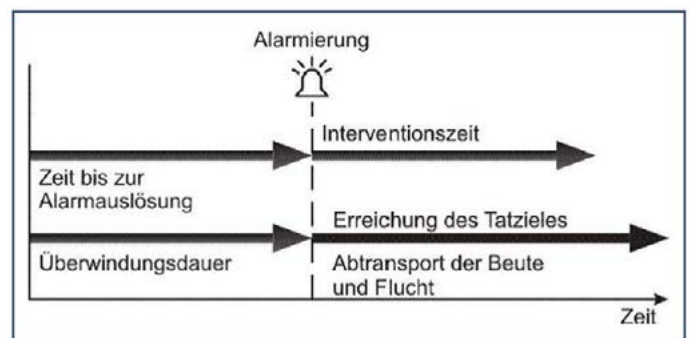 Alarmierung
Interventionszeit
Zeit bis zur
Alarmauslösung
Erreichung des Tatzieles
Überwindungsdauer
Abtransport der Beute
und Flucht
Zeit